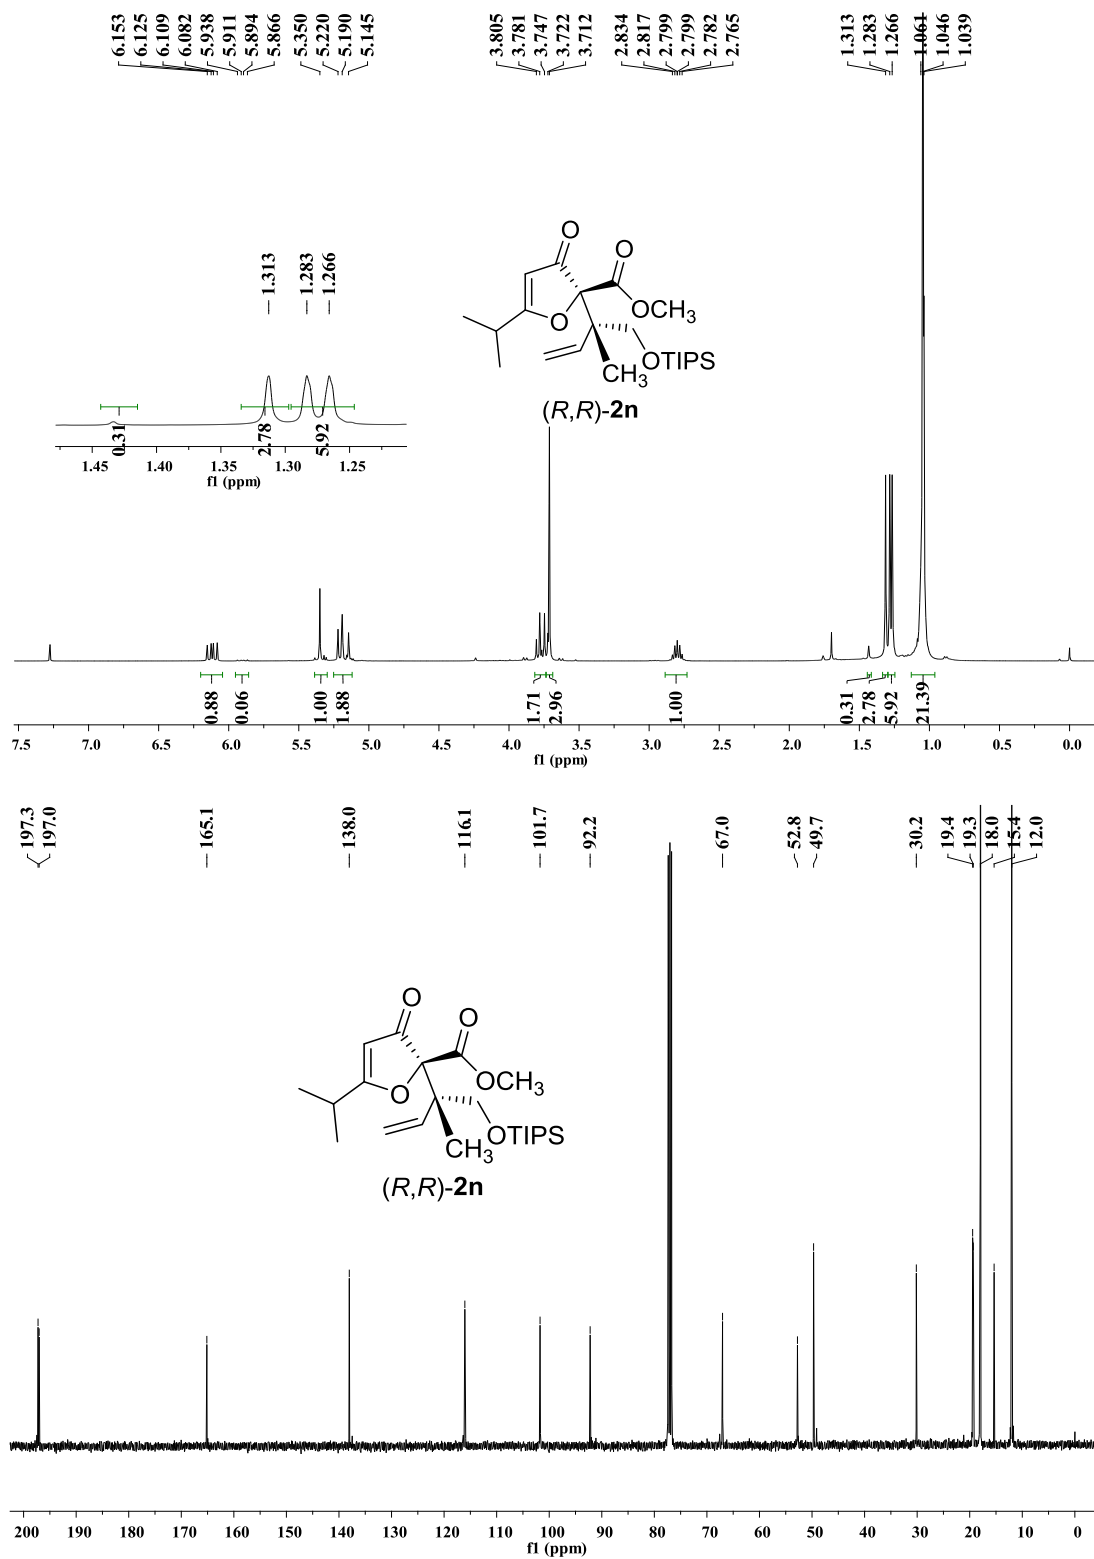 6.153 6.125 6.109 6.082 5.938 5.911 5.894 5.866 5.350 5.220 5.190 5.145 3.805 3.781 3.747 3.722 3.712 2.834 2.817 2.799 2.799 2.782 2.765 1.313 1.283 1.266 1.061 1.046 1.039
1.313 1.283 1.266
0.31 2.78 5.92
1.45 1.40 1.35 1.30 1.25
f1 (ppm)
O
O
OCH3
O
OTIPS
CH3
(R,R)-2n
0.88 0.06 1.00 1.88 1.71 2.96 1.00 0.31 2.78 5.92 21.39
7.5 7.0 6.5 6.0 5.5 5.0 4.5 4.0 3.5 3.0 2.5 2.0 1.5 1.0 0.5 0.0
f1 (ppm)
197.3 197.0 165.1 138.0 116.1 101.7 92.2 67.0 52.8 49.7 30.2 19.4 19.3 18.0 15.4 12.0
O
O
OCH3
O
OTIPS
CH3
(R,R)-2n
200 190 180 170 160 150 140 130 120 110 100 90 80 70 60 50 40 30 20 10 0
f1 (ppm)